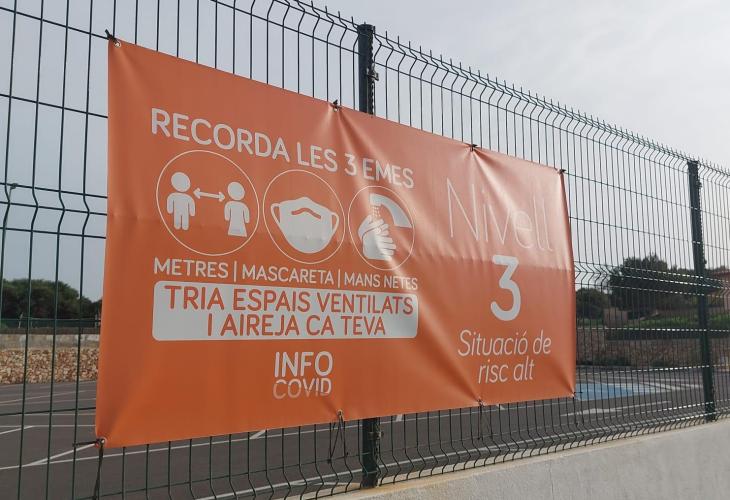 RECORDA LES 3 EMES
METRES | MASCARETA | MANS NETES
TRIA ESPAIS VENTILATS
I AIREJA CA TEVA
INFO
COVID
Nivell
3
Situació de
risc alt